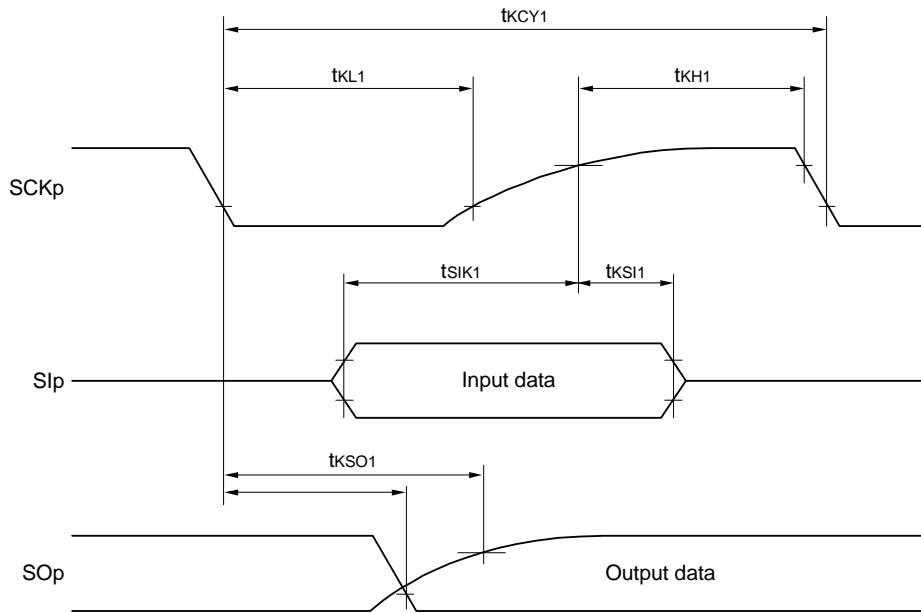 tKCY1
tKL1
tKH1
SCKp
tSIK1
tKSI1
SIp
Input data
tKSO1
SOp
Output data